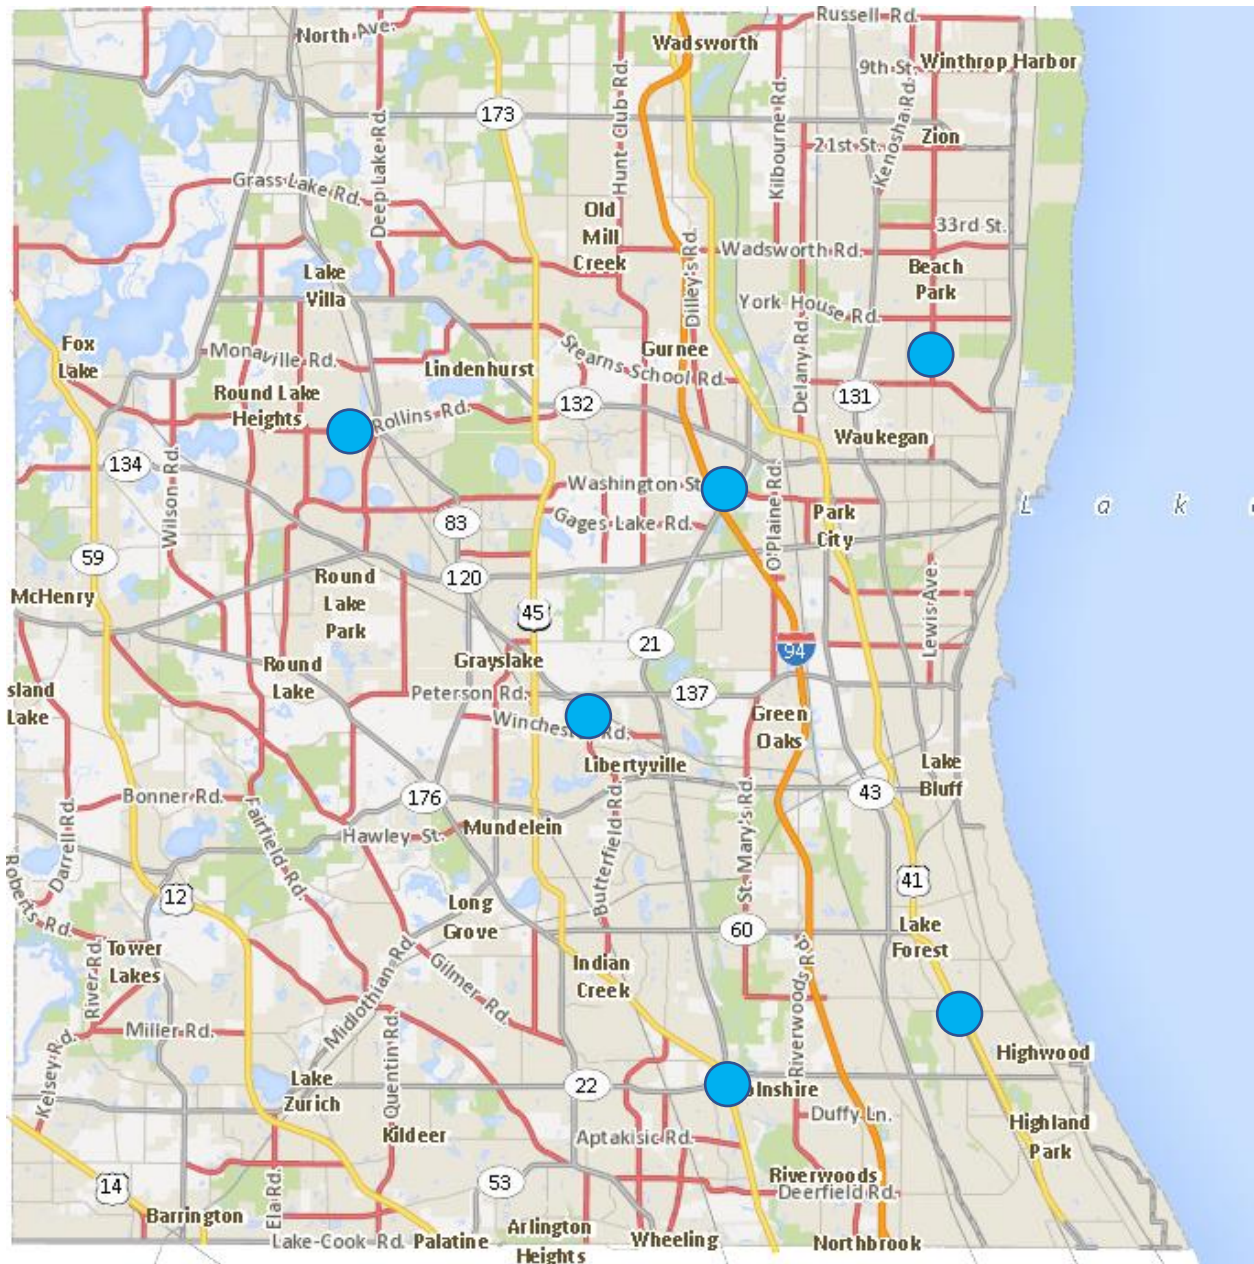 Russell Rd.
North Ave.
Wadsworth
9th St.
Winthrop Harbor
Hunt Club Rd.
Kilbourne Rd.
Kenosha Rd.
173
Deep Lake Rd.
21st St.
Zion
Grass Lake Rd.
Old
Mill
Creek
33rd St.
Dilley's Rd.
Wadsworth Rd.
Lake
Villa
Beach
Park
York House Rd.
Fox
Lake
Monaville Rd.
Stearns School Rd.
Gurnee
Delany Rd.
Lindenhurst
Round Lake
Heights
Rollins Rd.
132
131
Waukegan
134
Wilson Rd.
Washington St
O'Plaine Rd.
Park
City
L a k
83
Gages Lake Rd.
59
120
McHenry
Round
Lake
Park
45
Lewis Ave.
21
94
Round
Lake
Grayslake
sland
Lake
Peterson Rd.
137
Winches Rd.
Green
Oaks
Libertyville
Lake
Bluff
Bonner Rd.
176
43
Darrell Rd.
Fairfield Rd.
Hawley St.
Mundelein
Butterfield Rd.
St. Mary's Rd.
Roberts Rd.
12
41
Long
Grove
60
Lake
Forest
Tower
Lakes
River Rd.
Midlothian Rd.
Gilmer Rd.
Indian
Creek
Riverwoods Rd.
Miller Rd.
Kelsey Rd.
Quentin Rd.
Highwood
Lake
Zurich
22
olnshire
Duffy Ln.
Highland
Park
Kildeer
Aptakisic Rd.
14
53
Riverwoods
Deerfield Rd.
Ela Rd.
Barrington
Lake-Cook Rd.
Palatine
Arlington
Heights
Wheeling
Northbrook